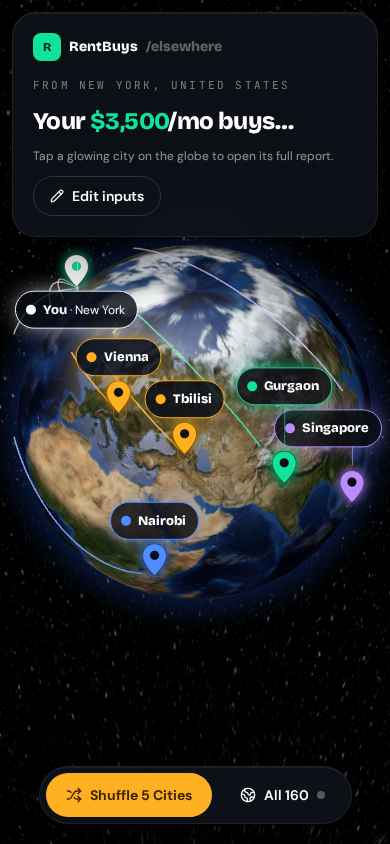 R RentBuys /elsewhere
FROM NEW YORK, UNITED STATES
Your $3,500/mo buys...
Tap a glowing city on the globe to open its full report.
Edit inputs
You · New York
Vienna
Gurgaon
Tbilisi
Singapore
Nairobi
Shuffle 5 Cities
All 160